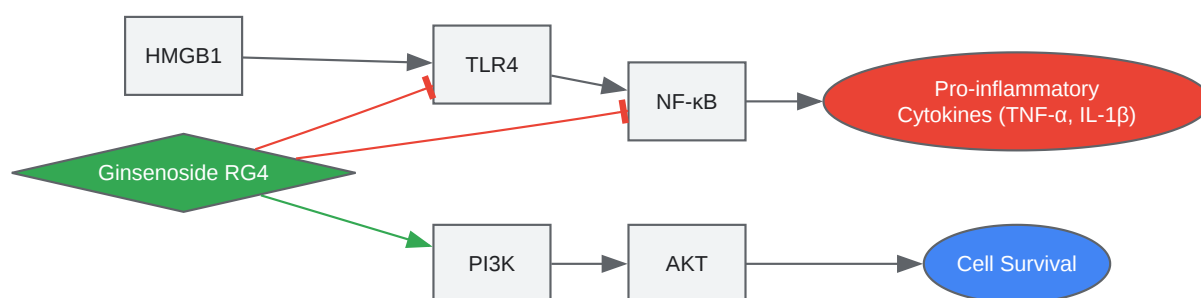 HMGB1
TLR4
NF-κB
Pro-inflammatory
Cytokines (TNF-α, IL-1β)
Ginsenoside RG4
PI3K
AKT
Cell Survival